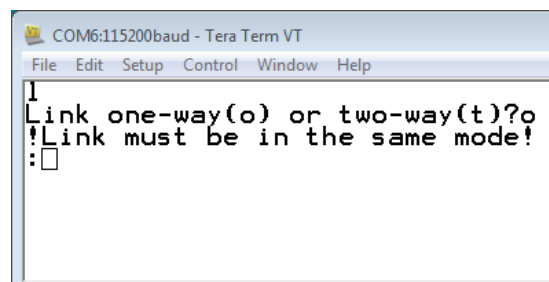 COM6:115200baud - Tera Term VT
File Edit Setup Control Window Help
l
Link one-way(o) or two-way(t)?o
!Link must be in the same mode!
: